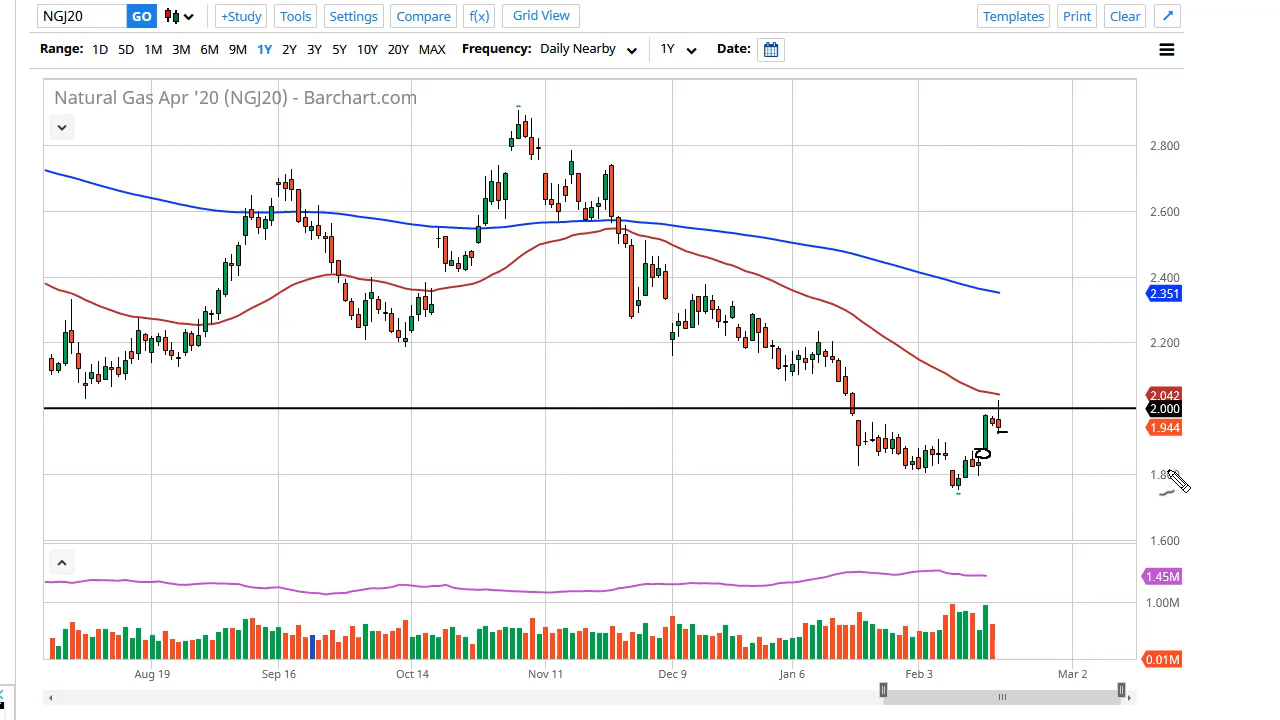 NGJ20 GO +Study Tools Settings Compare f(x) Grid View Templates Print Clear
Range: 1D 5D 1M 3M 6M 9M 1Y 2Y 3Y 5Y 10Y 20Y MAX Frequency: Daily Nearby 1Y Date:
Natural Gas Apr '20 (NGJ20) - Barchart.com
2.800
2.600
2.400
2.351
2.200
2.042
2.000
1.944
1.600
1.45M
1.00M
0.01M
Aug 19 Sep 16 Oct 14 Nov 11 Dec 9 Jan 6 Feb 3 Mar 2